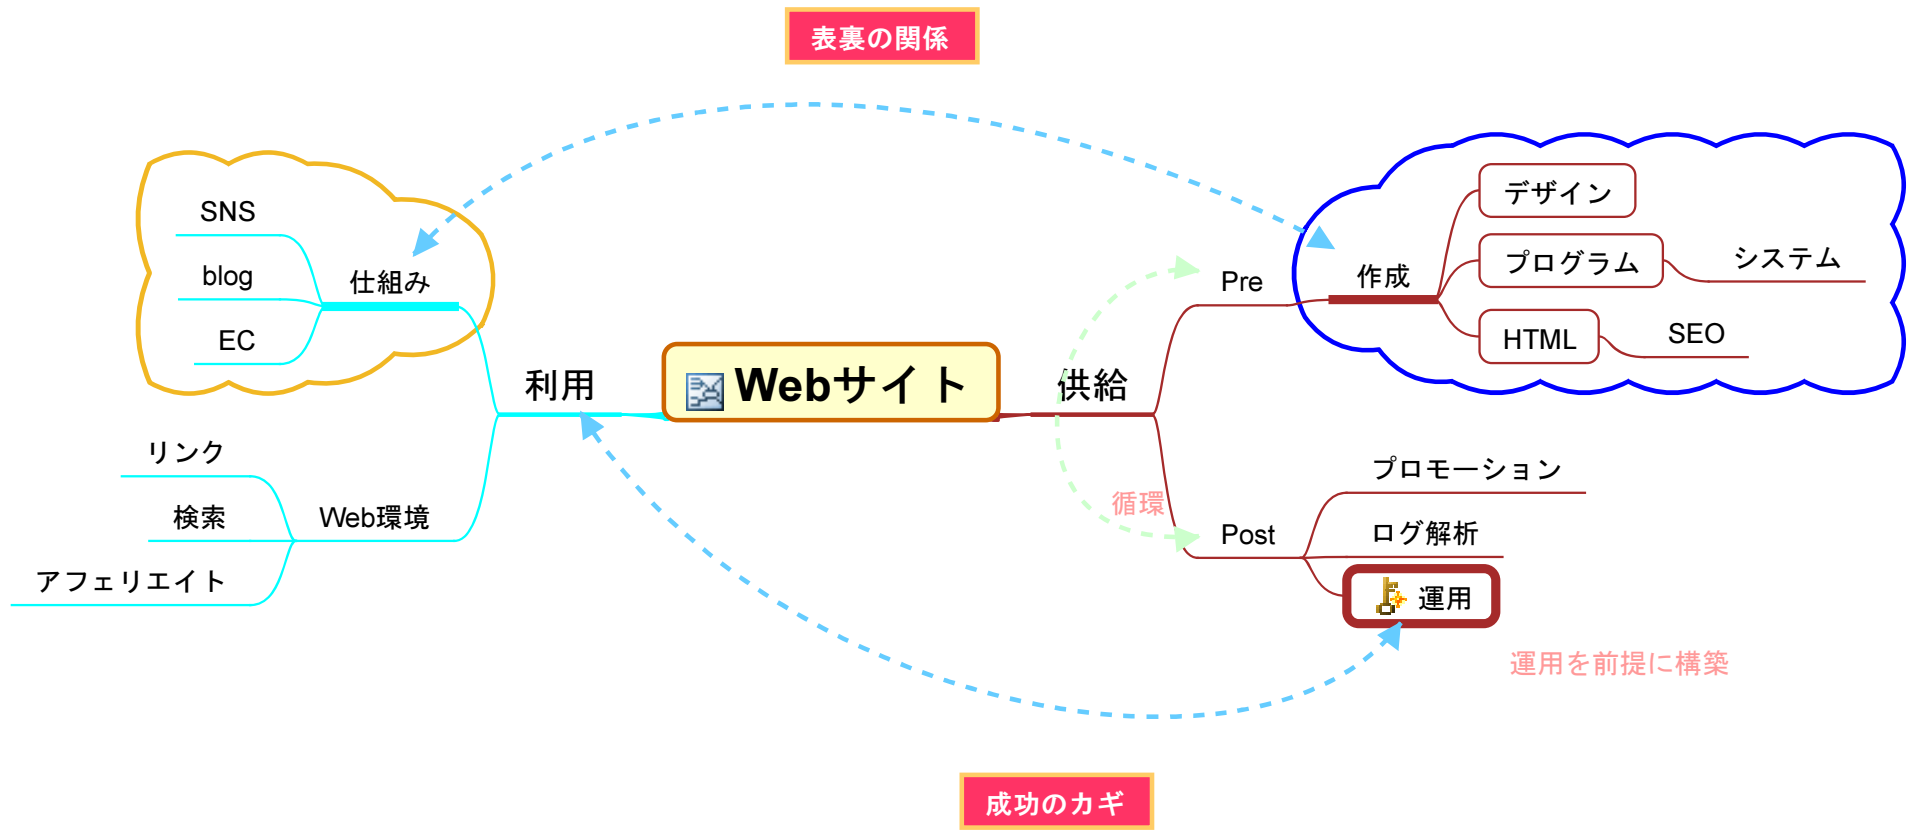 表裏の関係
SNS
blog
EC
仕組み
利用
リンク
検索
アフェリエイト
Web環境
Webサイト
供給
Pre
作成
デザイン
プログラム
システム
HTML
SEO
循環
Post
プロモーション
ログ解析
運用
運用を前提に構築
成功のカギ